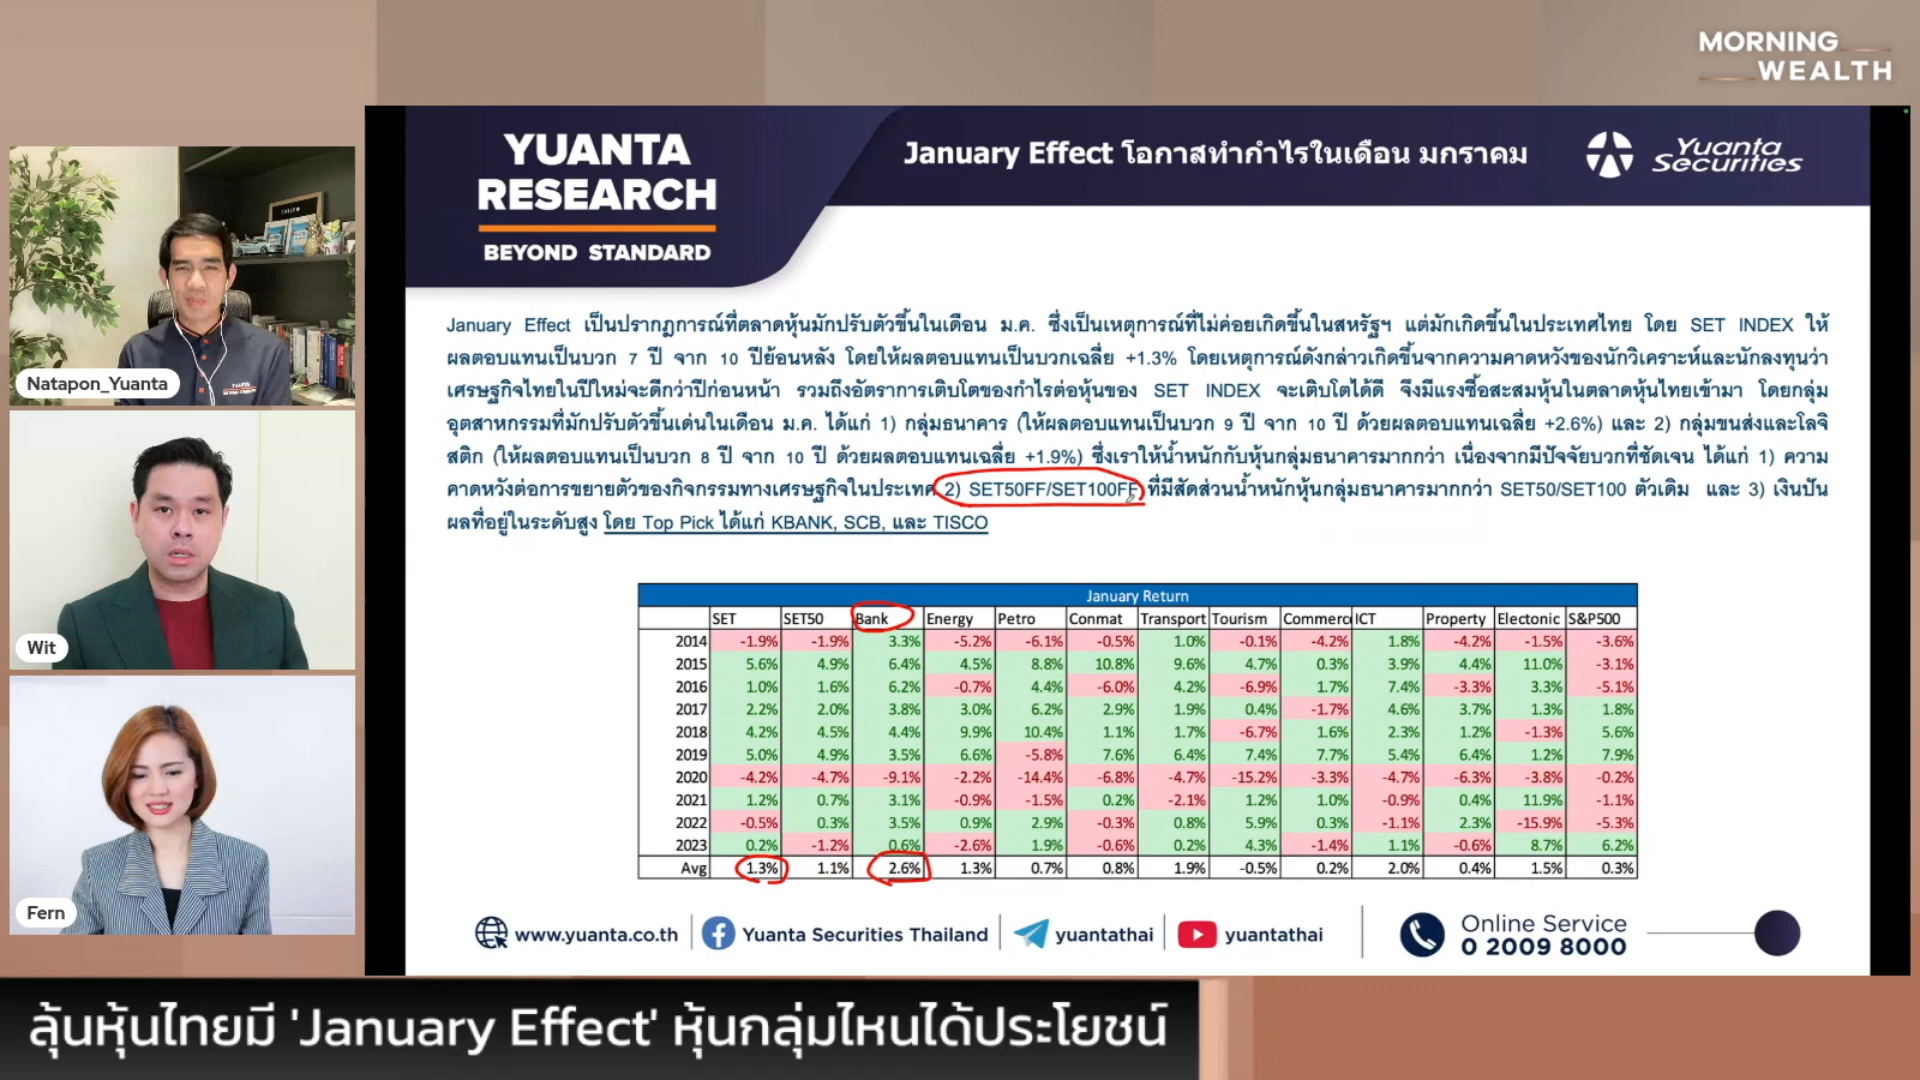 MORNING
WEALTH
YUANTA
RESEARCH
BEYOND STANDARD
January Effect โอกาสทำกำไรในเดือน มกราคม
Yuanta
Securities
January Effect เป็นปรากฏการณ์ที่ตลาดหุ้นมักปรับตัวขึ้นในเดือน ม.ค. ซึ่งเป็นเหตุการณ์ที่ไม่ค่อยเกิดขึ้นในสหรัฐฯ แต่มักเกิดขึ้นในประเทศไทย โดย SET INDEX ให้
ผลตอบแทนเป็นบวก 7 ปี จาก 10 ปีย้อนหลัง โดยให้ผลตอบแทนเป็นบวกเฉลี่ย +1.3% โดยเหตุการณ์ดังกล่าวเกิดขึ้นจากความคาดหวังของนักวิเคราะห์และนักลงทุนว่า
เศรษฐกิจไทยในปีใหม่จะดีกว่าปีก่อนหน้า รวมถึงอัตราการเติบโตของกำไรต่อหุ้นของ SET INDEX จะเติบโตได้ดี จึงมีแรงซื้อสะสมหุ้นในตลาดหุ้นไทยเข้ามา โดยกลุ่ม
อุตสาหกรรมที่มักปรับตัวขึ้นเด่นในเดือน ม.ค. ได้แก่ 1) กลุ่มธนาคาร (ให้ผลตอบแทนเป็นบวก 9 ปี จาก 10 ปี ด้วยผลตอบแทนเฉลี่ย +2.6%) และ 2) กลุ่มขนส่งและโลจิ
สติก (ให้ผลตอบแทนเป็นบวก 8 ปี จาก 10 ปี ด้วยผลตอบแทนเฉลี่ย +1.9%) ซึ่งเราให้น้ำหนักกับหุ้นกลุ่มธนาคารมากกว่า เนื่องจากมีปัจจัยบวกที่ชัดเจน ได้แก่ 1) ความ
คาดหวังต่อการขยายตัวของกิจกรรมทางเศรษฐกิจในประเทศ 2) SET50FF/SET100FF ที่มีสัดส่วนน้ำหนักหุ้นกลุ่มธนาคารมากกว่า SET50/SET100 ตัวเดิม และ 3) เงินปัน
ผลที่อยู่ในระดับสูง โดย Top Pick ได้แก่ KBANK, SCB, และ TISCO
January Return
SET SET50 Bank Energy Petro Conmat Transport Tourism Commerc ICT Property Electonic S&P500
2014 -1.9% -1.9% 3.3% -5.2% -6.1% -0.5% 1.0% -0.1% -4.2% 1.8% -4.2% -1.5% -3.6%
2015 5.6% 4.9% 6.4% 4.5% 8.8% 10.8% 9.6% 4.7% 0.3% 3.9% 4.4% 11.0% -3.1%
2016 1.0% 1.6% 6.2% -0.7% 4.4% -6.0% 4.2% -6.9% 1.7% 7.4% -3.3% 3.3% -5.1%
2017 2.2% 2.0% 3.8% 3.0% 6.2% 2.9% 1.9% 0.4% -1.7% 4.6% 3.7% 1.3% 1.8%
2018 4.2% 4.5% 4.4% 9.9% 10.4% 1.1% 1.7% -6.7% 1.6% 2.3% 1.2% -1.3% 5.6%
2019 5.0% 4.9% 3.5% 6.6% -5.8% 7.6% 6.4% 7.4% 7.7% 5.4% 6.4% 1.2% 7.9%
2020 -4.2% -4.7% -9.1% -2.2% -14.4% -6.8% -4.7% -15.2% -3.3% -4.7% -6.3% -3.8% -0.2%
2021 1.2% 0.7% 3.1% -0.9% -1.5% 0.2% -2.1% 1.2% 1.0% -0.9% 0.4% 11.9% -1.1%
2022 -0.5% 0.3% 3.5% 0.9% 2.9% -0.3% 0.8% 5.9% 0.3% -1.1% 2.3% -15.9% -5.3%
2023 0.2% -1.2% 0.6% -2.6% 1.9% -0.6% 0.2% 4.3% -1.4% 1.1% -0.6% 8.7% 6.2%
Avg 1.3% 1.1% 2.6% 1.3% 0.7% 0.8% 1.9% -0.5% 0.2% 2.0% 0.4% 1.5% 0.3%
www.yuanta.co.th Yuanta Securities Thailand yuantathai yuantathai
Online Service
0 2009 8000
Natapon_Yuanta
Wit
Fern
ลุ้นหุ้นไทยมี 'January Effect' หุ้นกลุ่มไหนได้ประโยชน์